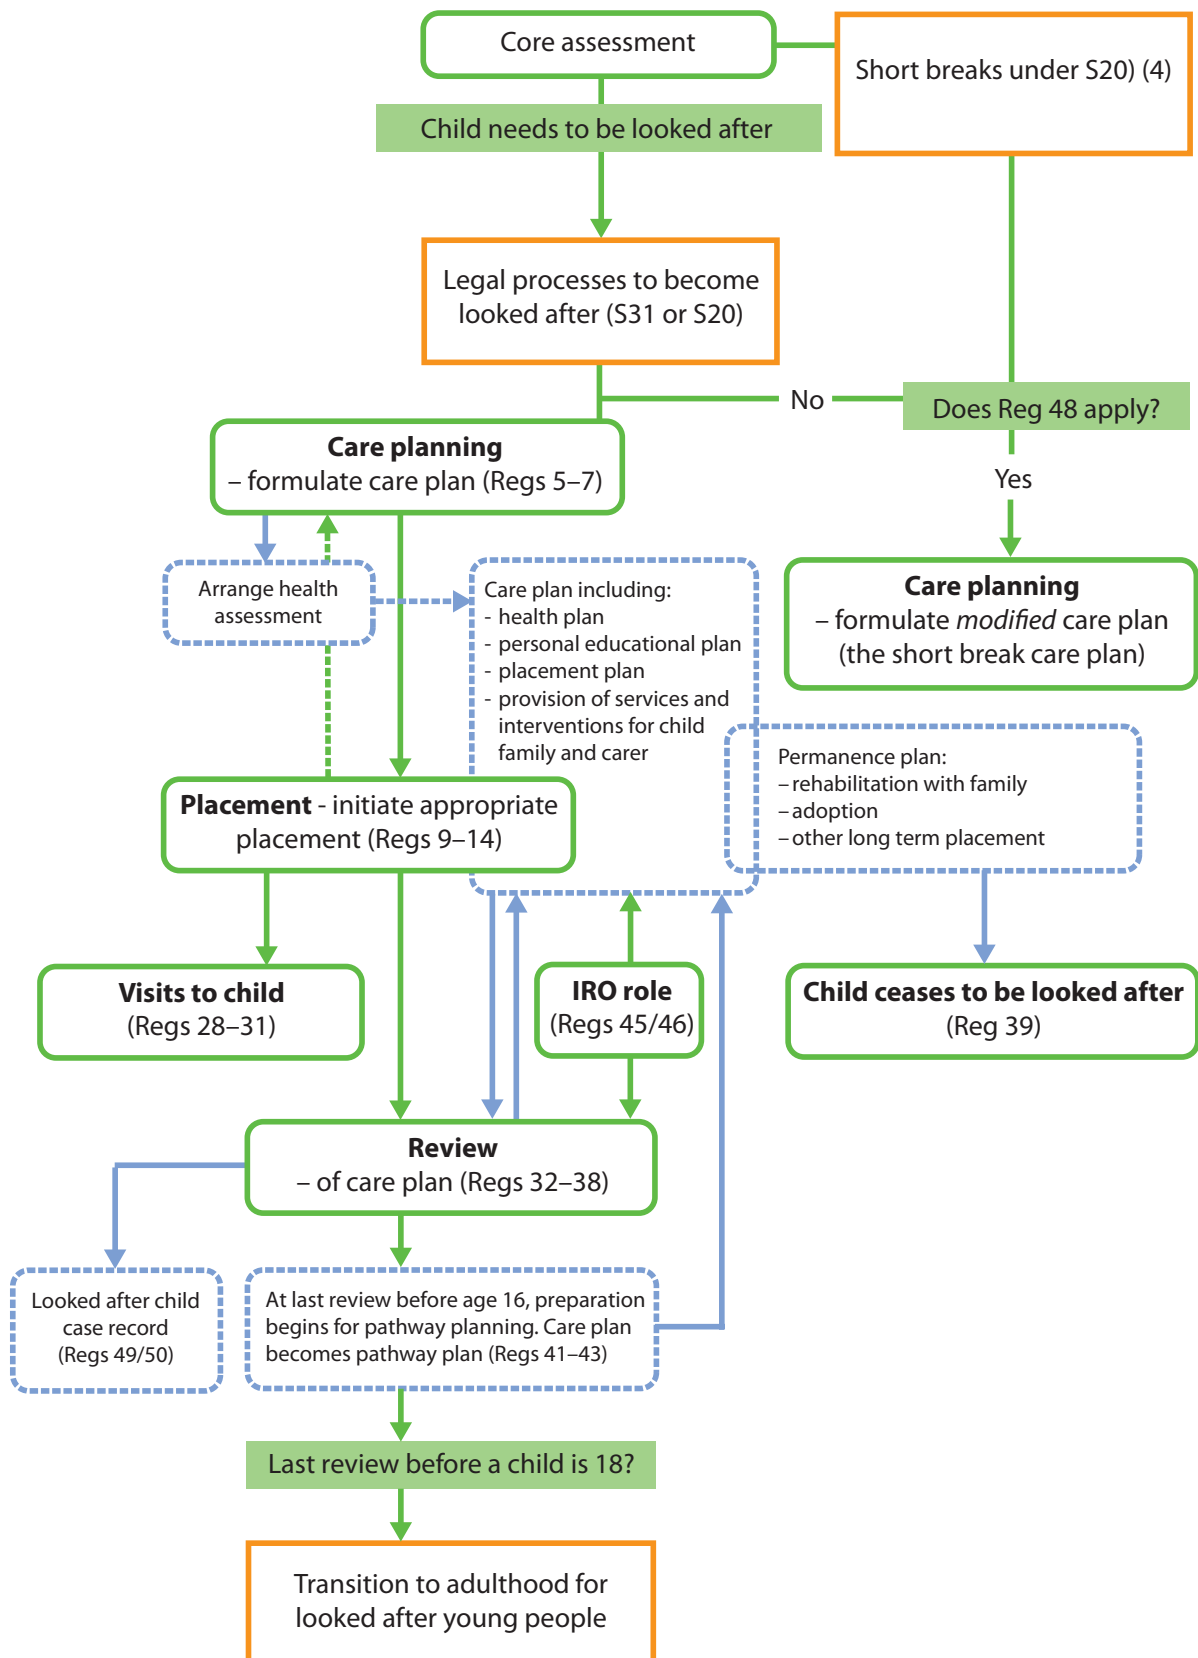 Core assessment
Short breaks under S20) (4)
Child needs to be looked after
Legal processes to become
looked after (S31 or S20)
No
Does Reg 48 apply?
Yes
Care planning
– formulate care plan (Regs 5–7)
Arrange health
assessment
Care plan including:
- health plan
- personal educational plan
- placement plan
- provision of services and
interventions for child
family and carer
Care planning
– formulate modified care plan
(the short break care plan)
Permanence plan:
– rehabilitation with family
– adoption
– other long term placement
Placement - initiate appropriate
placement (Regs 9–14)
Visits to child
(Regs 28–31)
IRO role
(Regs 45/46)
Child ceases to be looked after
(Reg 39)
Review
– of care plan (Regs 32–38)
Looked after child
case record
(Regs 49/50)
At last review before age 16, preparation
begins for pathway planning. Care plan
becomes pathway plan (Regs 41–43)
Last review before a child is 18?
Transition to adulthood for
looked after young people